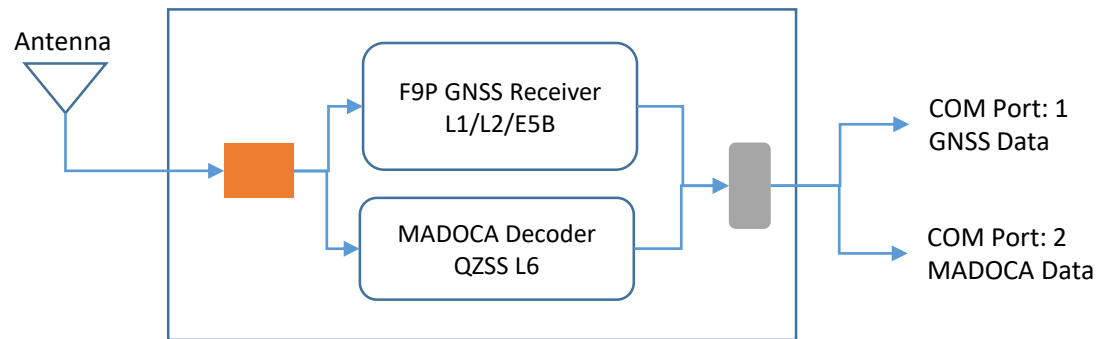 Antenna
F9P GNSS Receiver
L1/L2/E5B
MADOCA Decoder
QZSS L6
COM Port: 1
GNSS Data
COM Port: 2
MADOCA Data